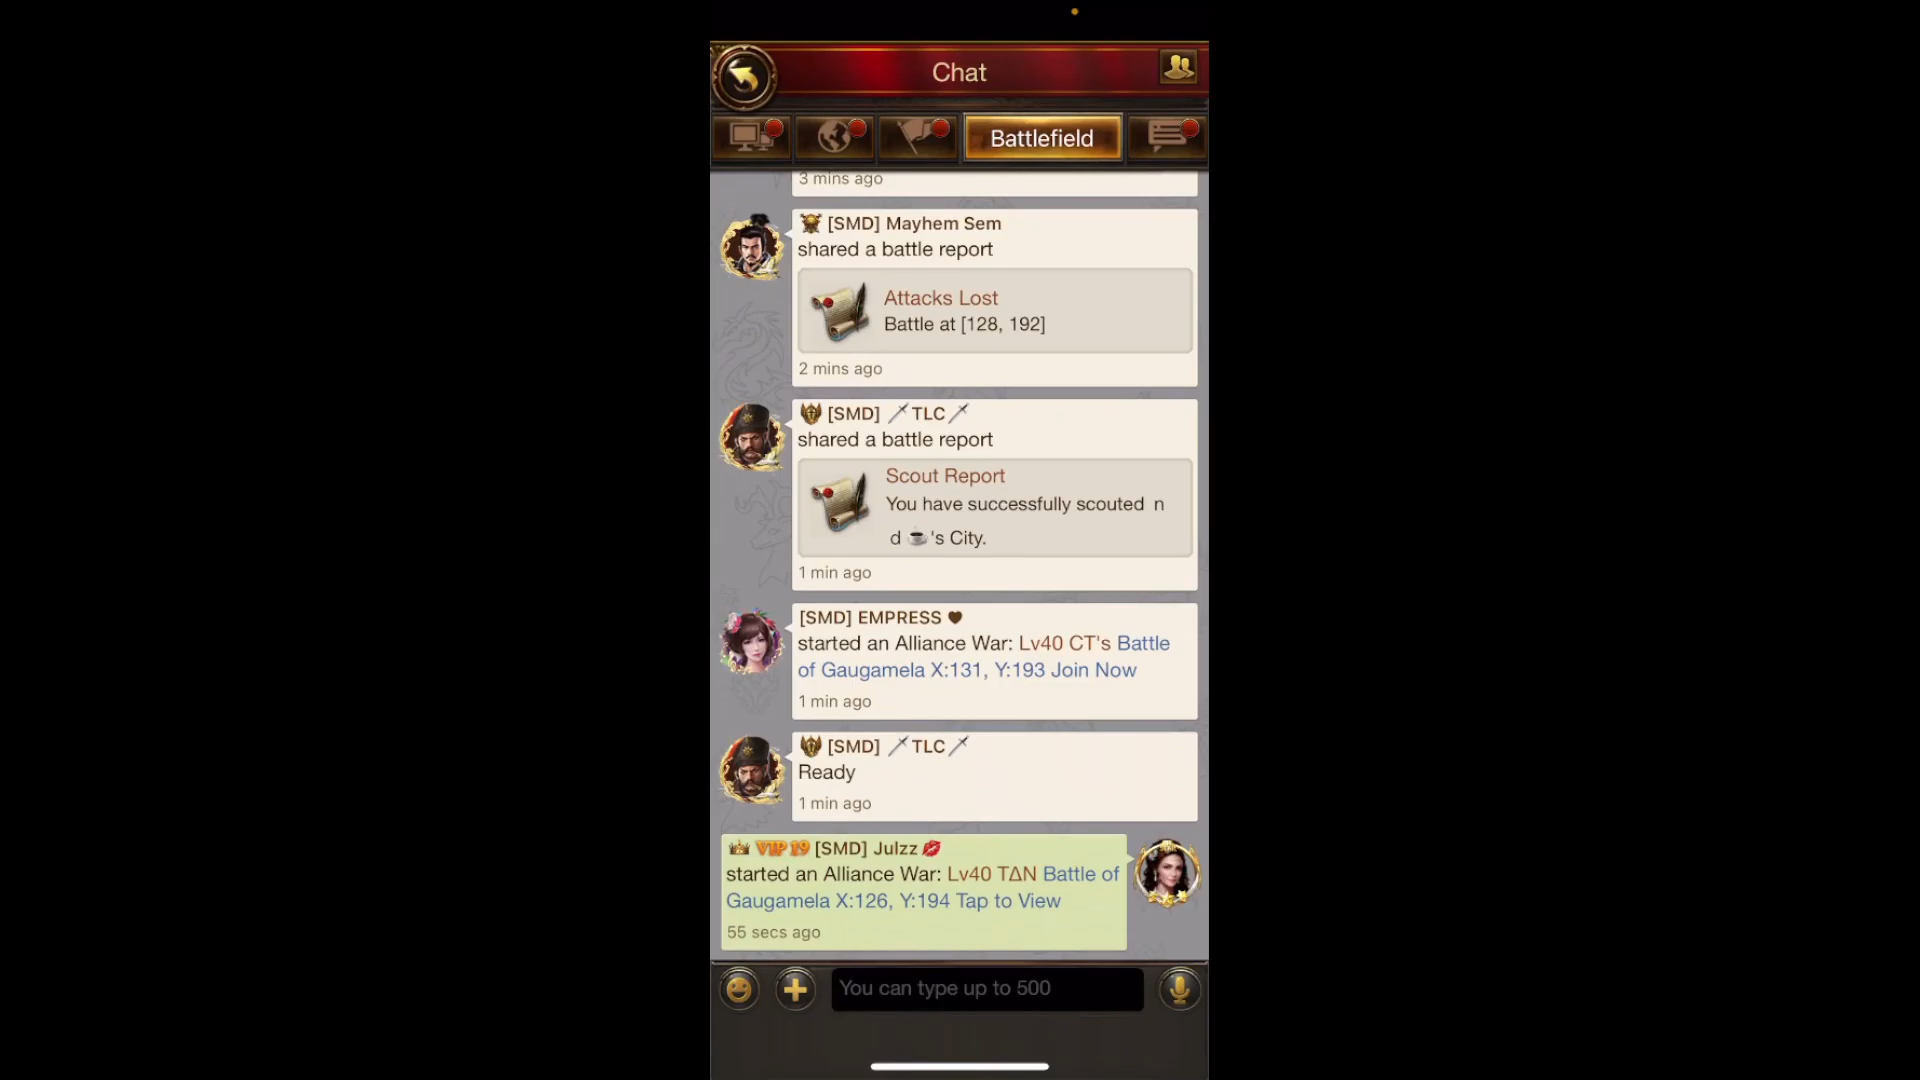 Chat
Battlefield
3 mins ago
[SMD] Mayhem Sem
shared a battle report
Attacks Lost
Battle at [128, 192]
2 mins ago
[SMD] 🗡TLC🗡
shared a battle report
Scout Report
You have successfully scouted n
d ☕'s City.
1 min ago
[SMD] EMPRESS ♥
started an Alliance War: Lv40 CT's Battle
of Gaugamela X:131, Y:193 Join Now
1 min ago
[SMD] 🗡TLC🗡
Ready
1 min ago
VIP 19 [SMD] Julzz💋
started an Alliance War: Lv40 TΔN Battle of
Gaugamela X:126, Y:194 Tap to View
55 secs ago
You can type up to 500